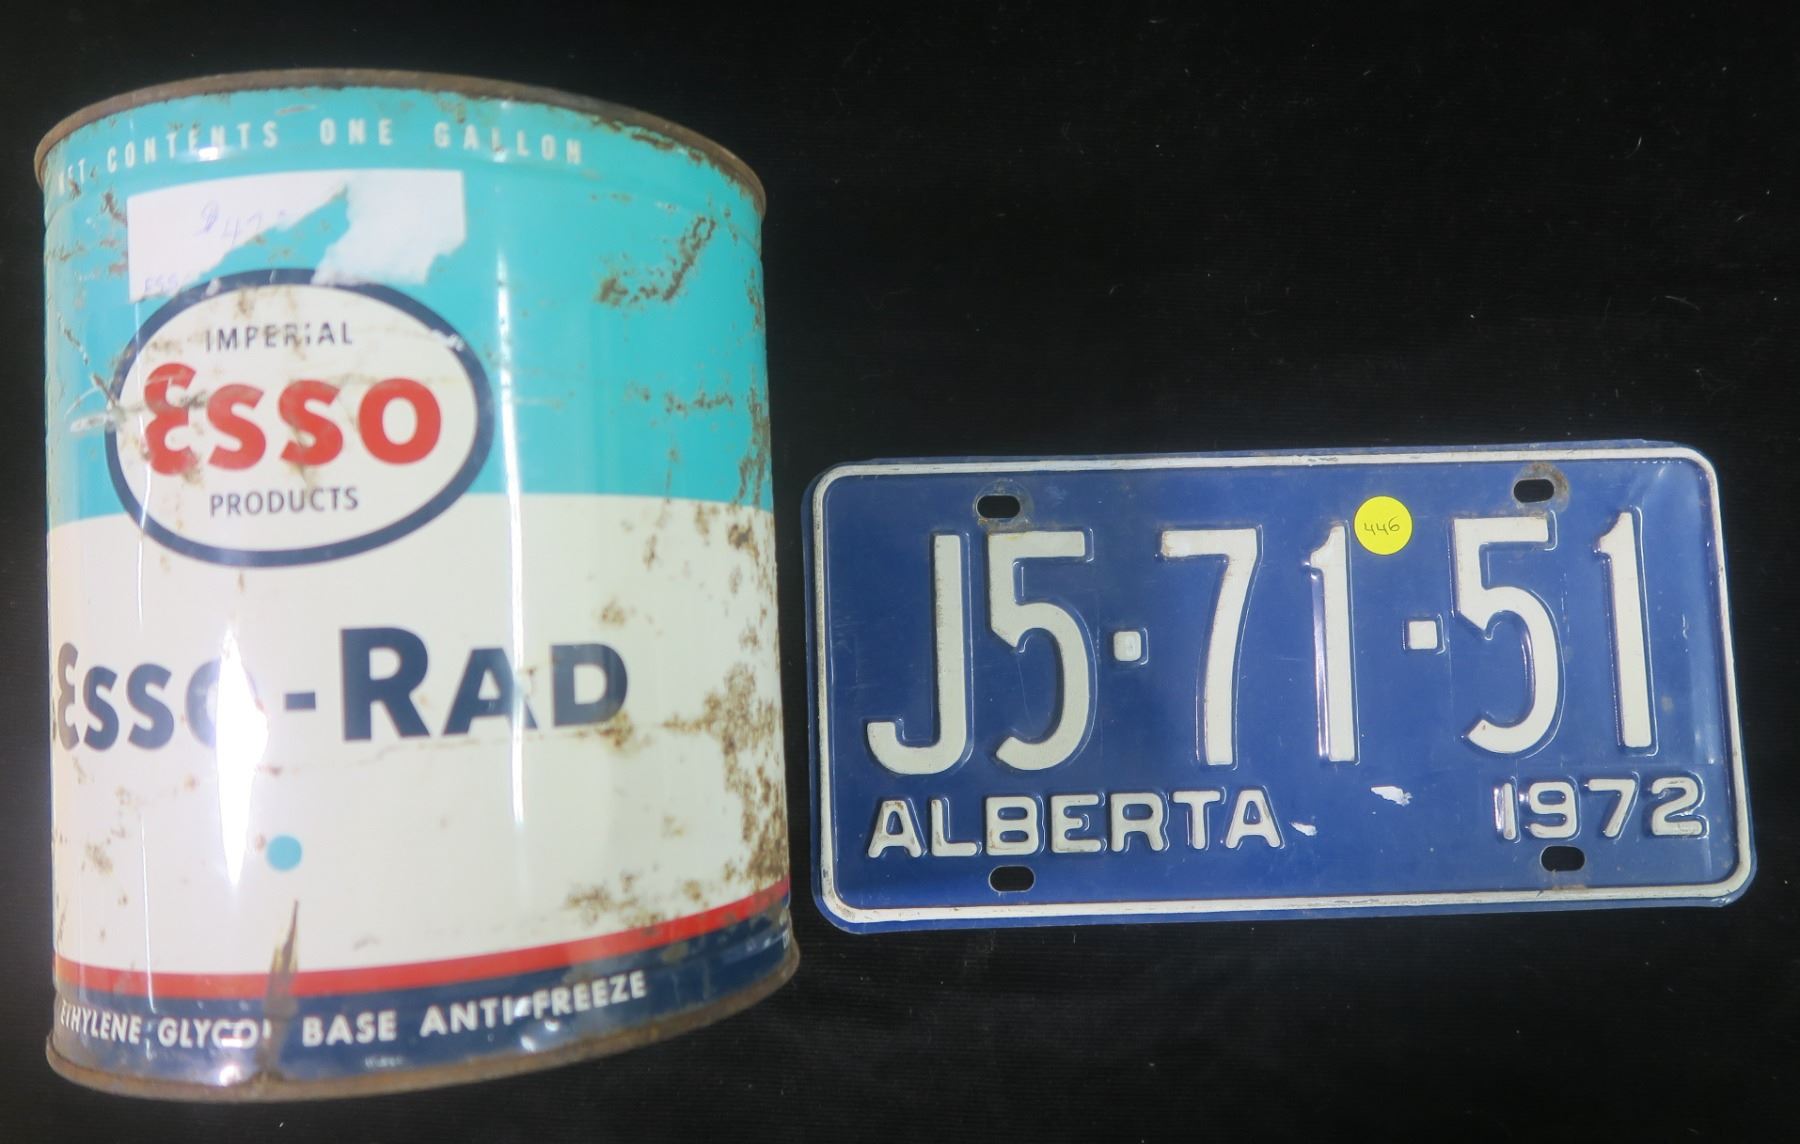 NET CONTENTS ONE GALLON
IMPERIAL
ESSO
PRODUCTS
ESSO-RAD
ETHYLENE GLYCOL BASE ANTI-FREEZE
446
J5·71·51
ALBERTA 1972